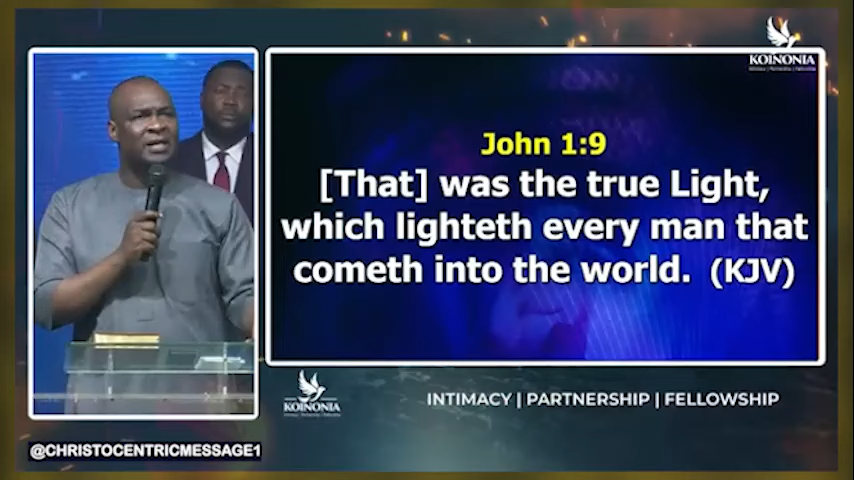 KOINONIA
John 1:9
[That] was the true Light,
which lighteth every man that
cometh into the world. (KJV)
KOINONIA
INTIMACY | PARTNERSHIP | FELLOWSHIP
@CHRISTOCENTRICMESSAGE1